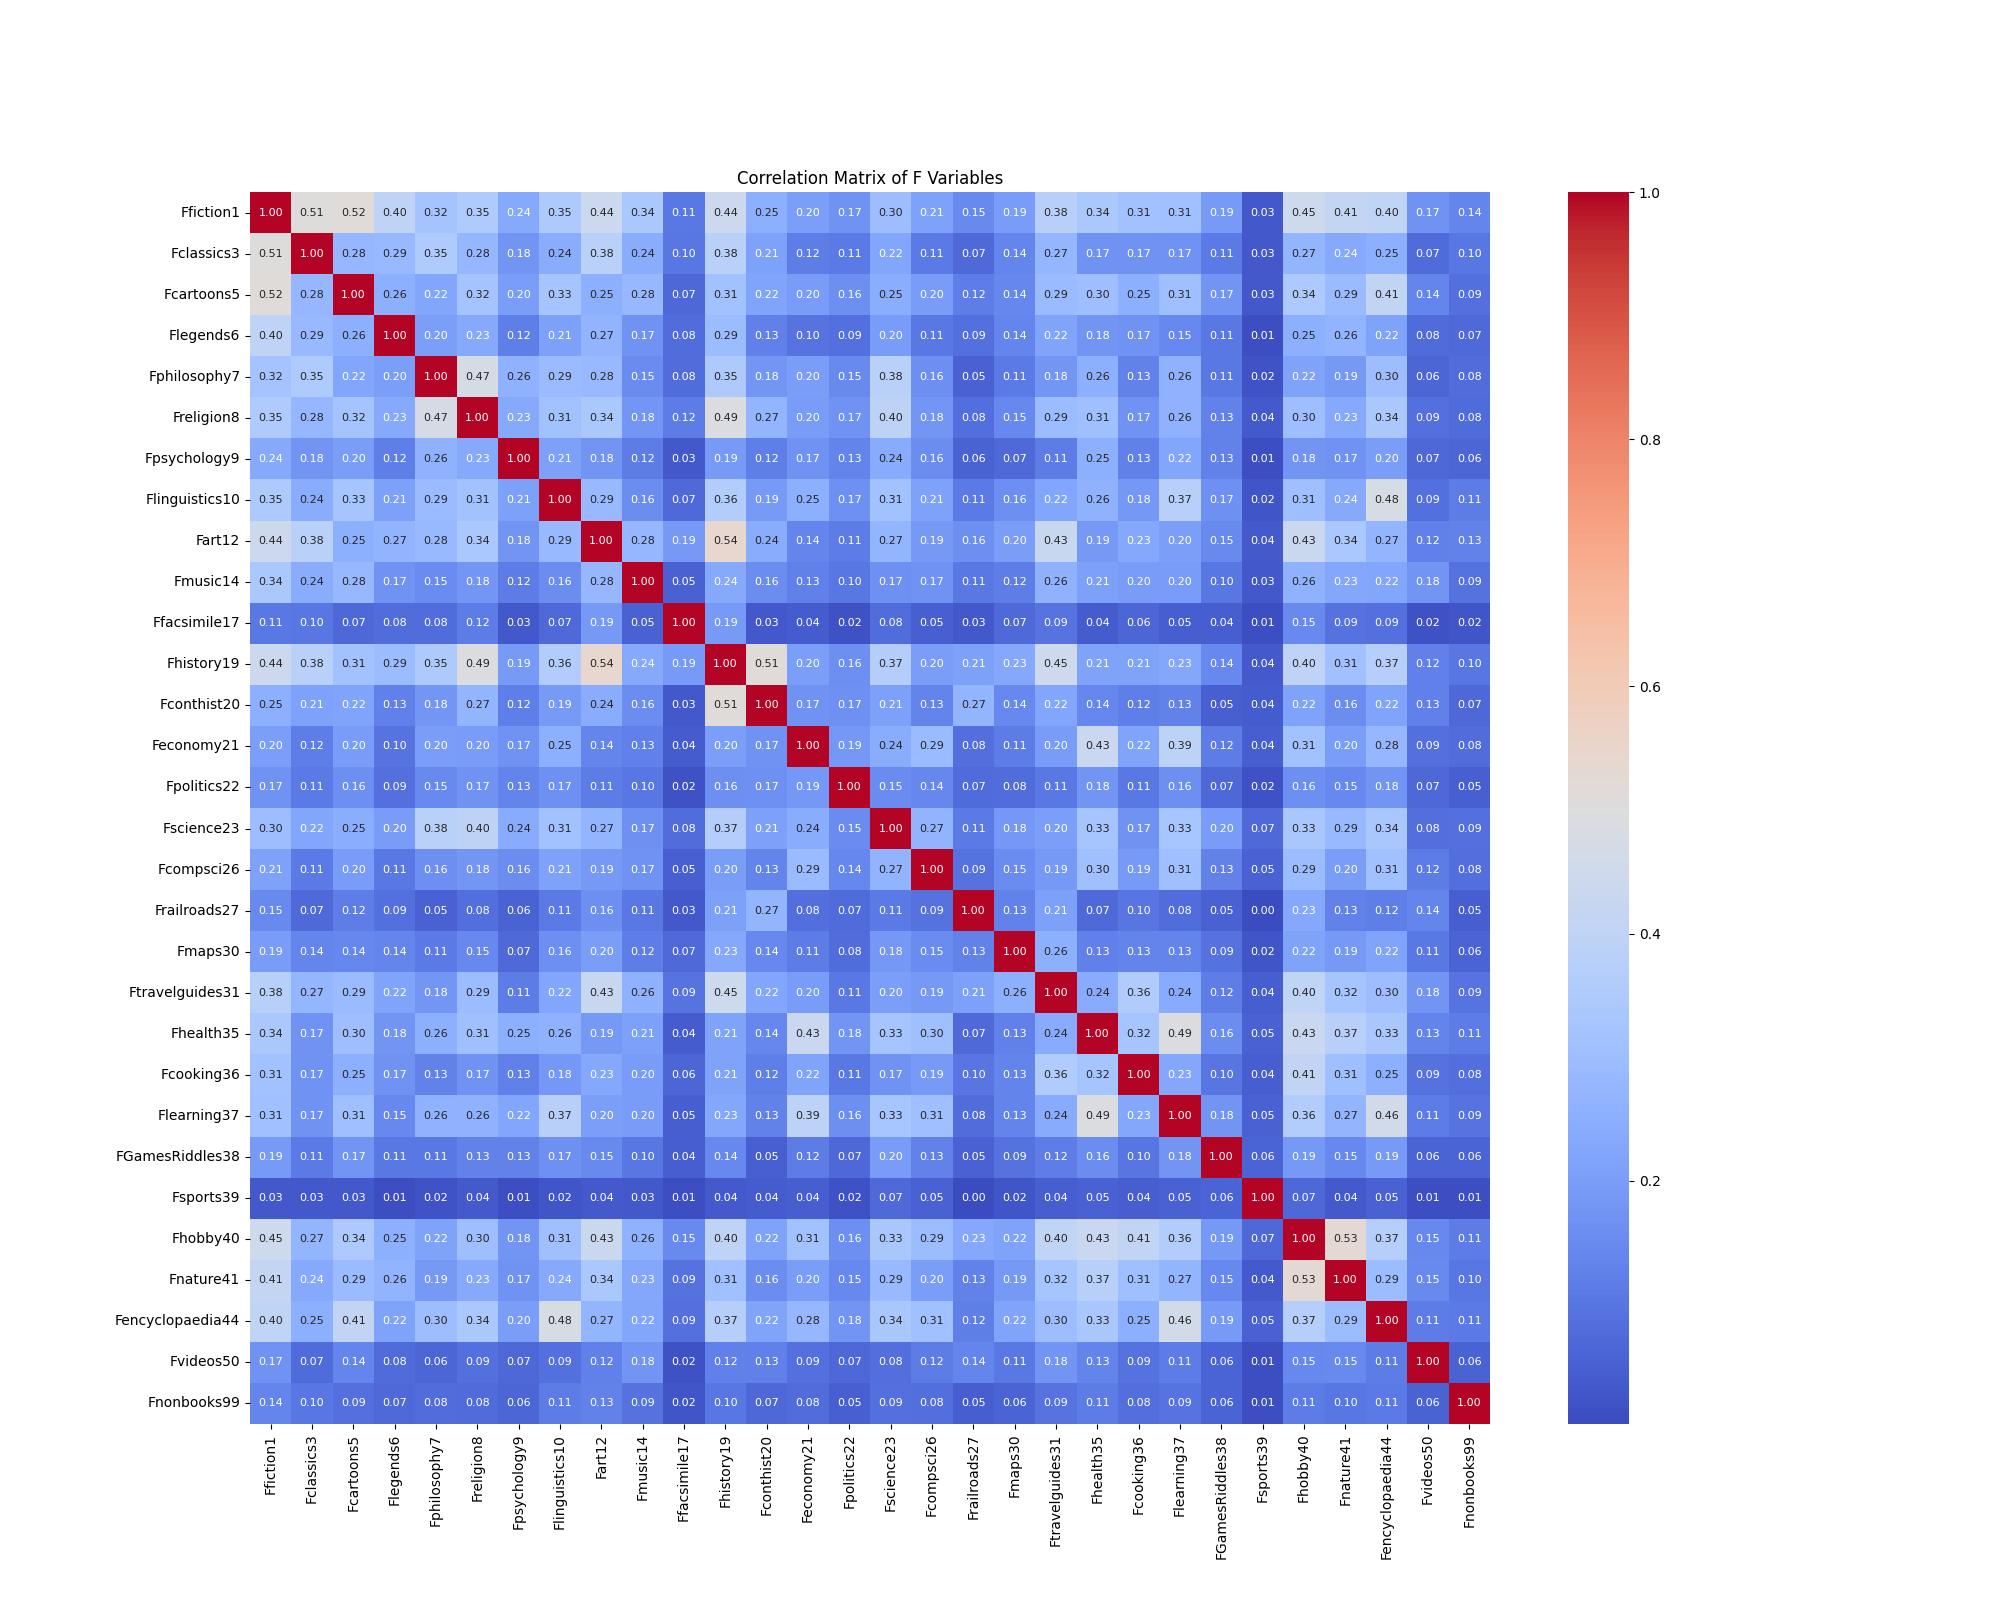 Correlation Matrix of F Variables
Ffiction1 1.00 0.51 0.52 0.40 0.32 0.35 0.24 0.35 0.44 0.34 0.11 0.44 0.25 0.20 0.17 0.30 0.21 0.15 0.19 0.38 0.34 0.31 0.31 0.19 0.03 0.45 0.41 0.40 0.17 0.14
Fclassics3 0.51 1.00 0.28 0.29 0.35 0.28 0.18 0.24 0.38 0.24 0.10 0.38 0.21 0.12 0.11 0.22 0.11 0.07 0.14 0.27 0.17 0.17 0.17 0.11 0.03 0.27 0.24 0.25 0.07 0.10
Fcartoons5 0.52 0.28 1.00 0.26 0.22 0.32 0.20 0.33 0.25 0.28 0.07 0.31 0.22 0.20 0.16 0.25 0.20 0.12 0.14 0.29 0.30 0.25 0.31 0.17 0.03 0.34 0.29 0.41 0.14 0.09
Flegends6 0.40 0.29 0.26 1.00 0.20 0.23 0.12 0.21 0.27 0.17 0.08 0.29 0.13 0.10 0.09 0.20 0.11 0.09 0.14 0.22 0.18 0.17 0.15 0.11 0.01 0.25 0.26 0.22 0.08 0.07
Fphilosophy7 0.32 0.35 0.22 0.20 1.00 0.47 0.26 0.29 0.28 0.15 0.08 0.35 0.18 0.20 0.15 0.38 0.16 0.05 0.11 0.18 0.26 0.13 0.26 0.11 0.02 0.22 0.19 0.30 0.06 0.08
Freligion8 0.35 0.28 0.32 0.23 0.47 1.00 0.23 0.31 0.34 0.18 0.12 0.49 0.27 0.20 0.17 0.40 0.18 0.08 0.15 0.29 0.31 0.17 0.26 0.13 0.04 0.30 0.23 0.34 0.09 0.08
Fpsychology9 0.24 0.18 0.20 0.12 0.26 0.23 1.00 0.21 0.18 0.12 0.03 0.19 0.12 0.17 0.13 0.24 0.16 0.06 0.07 0.11 0.25 0.13 0.22 0.13 0.01 0.18 0.17 0.20 0.07 0.06
Flinguistics10 0.35 0.24 0.33 0.21 0.29 0.31 0.21 1.00 0.29 0.16 0.07 0.36 0.19 0.25 0.17 0.31 0.21 0.11 0.16 0.22 0.26 0.18 0.37 0.17 0.02 0.31 0.24 0.48 0.09 0.11
Fart12 0.44 0.38 0.25 0.27 0.28 0.34 0.18 0.29 1.00 0.28 0.19 0.54 0.24 0.14 0.11 0.27 0.19 0.16 0.20 0.43 0.19 0.23 0.20 0.15 0.04 0.43 0.34 0.27 0.12 0.13
Fmusic14 0.34 0.24 0.28 0.17 0.15 0.18 0.12 0.16 0.28 1.00 0.05 0.24 0.16 0.13 0.10 0.17 0.17 0.11 0.12 0.26 0.21 0.20 0.20 0.10 0.03 0.26 0.23 0.22 0.18 0.09
Ffacsimile17 0.11 0.10 0.07 0.08 0.08 0.12 0.03 0.07 0.19 0.05 1.00 0.19 0.03 0.04 0.02 0.08 0.05 0.03 0.07 0.09 0.04 0.06 0.05 0.04 0.01 0.15 0.09 0.09 0.02 0.02
Fhistory19 0.44 0.38 0.31 0.29 0.35 0.49 0.19 0.36 0.54 0.24 0.19 1.00 0.51 0.20 0.16 0.37 0.20 0.21 0.23 0.45 0.21 0.21 0.23 0.14 0.04 0.40 0.31 0.37 0.12 0.10
Fconthist20 0.25 0.21 0.22 0.13 0.18 0.27 0.12 0.19 0.24 0.16 0.03 0.51 1.00 0.17 0.17 0.21 0.13 0.27 0.14 0.22 0.14 0.12 0.13 0.05 0.04 0.22 0.16 0.22 0.13 0.07
Feconomy21 0.20 0.12 0.20 0.10 0.20 0.20 0.17 0.25 0.14 0.13 0.04 0.20 0.17 1.00 0.19 0.24 0.29 0.08 0.11 0.20 0.43 0.22 0.39 0.12 0.04 0.31 0.20 0.28 0.09 0.08
Fpolitics22 0.17 0.11 0.16 0.09 0.15 0.17 0.13 0.17 0.11 0.10 0.02 0.16 0.17 0.19 1.00 0.15 0.14 0.07 0.08 0.11 0.18 0.11 0.16 0.07 0.02 0.16 0.15 0.18 0.07 0.05
Fscience23 0.30 0.22 0.25 0.20 0.38 0.40 0.24 0.31 0.27 0.17 0.08 0.37 0.21 0.24 0.15 1.00 0.27 0.11 0.18 0.20 0.33 0.17 0.33 0.20 0.07 0.33 0.29 0.34 0.08 0.09
Fcompsci26 0.21 0.11 0.20 0.11 0.16 0.18 0.16 0.21 0.19 0.17 0.05 0.20 0.13 0.29 0.14 0.27 1.00 0.09 0.15 0.19 0.30 0.19 0.31 0.13 0.05 0.29 0.20 0.31 0.12 0.08
Frailroads27 0.15 0.07 0.12 0.09 0.05 0.08 0.06 0.11 0.16 0.11 0.03 0.21 0.27 0.08 0.07 0.11 0.09 1.00 0.13 0.21 0.07 0.10 0.08 0.05 0.00 0.23 0.13 0.12 0.14 0.05
Fmaps30 0.19 0.14 0.14 0.14 0.11 0.15 0.07 0.16 0.20 0.12 0.07 0.23 0.14 0.11 0.08 0.18 0.15 0.13 1.00 0.26 0.13 0.13 0.13 0.09 0.02 0.22 0.19 0.22 0.11 0.06
Ftravelguides31 0.38 0.27 0.29 0.22 0.18 0.29 0.11 0.22 0.43 0.26 0.09 0.45 0.22 0.20 0.11 0.20 0.19 0.21 0.26 1.00 0.24 0.36 0.24 0.12 0.04 0.40 0.32 0.30 0.18 0.09
Fhealth35 0.34 0.17 0.30 0.18 0.26 0.31 0.25 0.26 0.19 0.21 0.04 0.21 0.14 0.43 0.18 0.33 0.30 0.07 0.13 0.24 1.00 0.32 0.49 0.16 0.05 0.43 0.37 0.33 0.13 0.11
Fcooking36 0.31 0.17 0.25 0.17 0.13 0.17 0.13 0.18 0.23 0.20 0.06 0.21 0.12 0.22 0.11 0.17 0.19 0.10 0.13 0.36 0.32 1.00 0.23 0.10 0.04 0.41 0.31 0.25 0.09 0.08
Flearning37 0.31 0.17 0.31 0.15 0.26 0.26 0.22 0.37 0.20 0.20 0.05 0.23 0.13 0.39 0.16 0.33 0.31 0.08 0.13 0.24 0.49 0.23 1.00 0.18 0.05 0.36 0.27 0.46 0.11 0.09
FGamesRiddles38 0.19 0.11 0.17 0.11 0.11 0.13 0.13 0.17 0.15 0.10 0.04 0.14 0.05 0.12 0.07 0.20 0.13 0.05 0.09 0.12 0.16 0.10 0.18 1.00 0.06 0.19 0.15 0.19 0.06 0.06
Fsports39 0.03 0.03 0.03 0.01 0.02 0.04 0.01 0.02 0.04 0.03 0.01 0.04 0.04 0.04 0.02 0.07 0.05 0.00 0.02 0.04 0.05 0.04 0.05 0.06 1.00 0.07 0.04 0.05 0.01 0.01
Fhobby40 0.45 0.27 0.34 0.25 0.22 0.30 0.18 0.31 0.43 0.26 0.15 0.40 0.22 0.31 0.16 0.33 0.29 0.23 0.22 0.40 0.43 0.41 0.36 0.19 0.07 1.00 0.53 0.37 0.15 0.11
Fnature41 0.41 0.24 0.29 0.26 0.19 0.23 0.17 0.24 0.34 0.23 0.09 0.31 0.16 0.20 0.15 0.29 0.20 0.13 0.19 0.32 0.37 0.31 0.27 0.15 0.04 0.53 1.00 0.29 0.15 0.10
Fencyclopaedia44 0.40 0.25 0.41 0.22 0.30 0.34 0.20 0.48 0.27 0.22 0.09 0.37 0.22 0.28 0.18 0.34 0.31 0.12 0.22 0.30 0.33 0.25 0.46 0.19 0.05 0.37 0.29 1.00 0.11 0.11
Fvideos50 0.17 0.07 0.14 0.08 0.06 0.09 0.07 0.09 0.12 0.18 0.02 0.12 0.13 0.09 0.07 0.08 0.12 0.14 0.11 0.18 0.13 0.09 0.11 0.06 0.01 0.15 0.15 0.11 1.00 0.06
Fnonbooks99 0.14 0.10 0.09 0.07 0.08 0.08 0.06 0.11 0.13 0.09 0.02 0.10 0.07 0.08 0.05 0.09 0.08 0.05 0.06 0.09 0.11 0.08 0.09 0.06 0.01 0.11 0.10 0.11 0.06 1.00
Ffiction1 Fclassics3 Fcartoons5 Flegends6 Fphilosophy7 Freligion8 Fpsychology9 Flinguistics10 Fart12 Fmusic14 Ffacsimile17 Fhistory19 Fconthist20 Feconomy21 Fpolitics22 Fscience23 Fcompsci26 Frailroads27 Fmaps30 Ftravelguides31 Fhealth35 Fcooking36 Flearning37 FGamesRiddles38 Fsports39 Fhobby40 Fnature41 Fencyclopaedia44 Fvideos50 Fnonbooks99
1.0
0.8
0.6
0.4
0.2